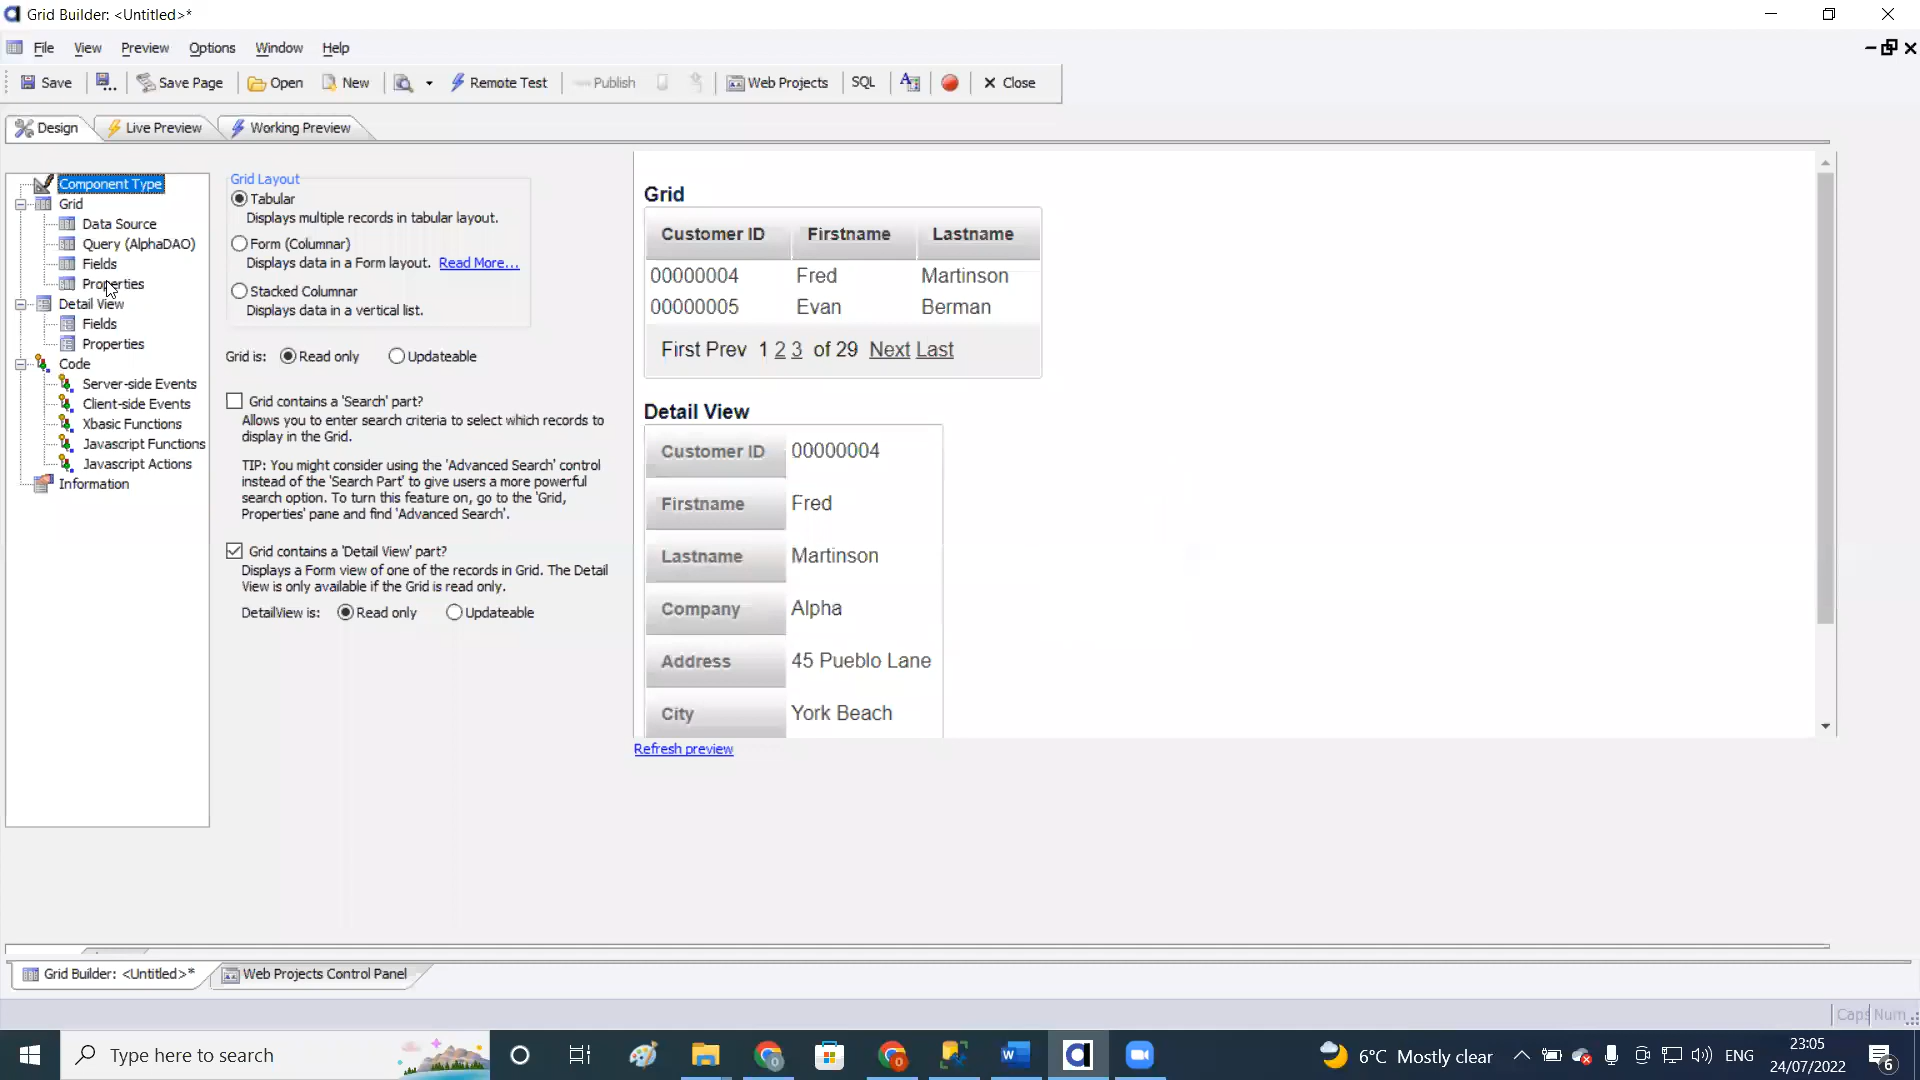 Grid Builder: <Untitled>*
File View Preview Options Window Help
Save Save Page Open New Remote Test Publish Web Projects SQL Close
Design Live Preview Working Preview
Component Type
Grid
Data Source
Query (AlphaDAO)
Fields
Properties
Detail View
Fields
Properties
Code
Server-side Events
Client-side Events
Xbasic Functions
Javascript Functions
Javascript Actions
Information
Grid Layout
Tabular
Displays multiple records in tabular layout.
Form (Columnar)
Displays data in a Form layout. Read More...
Stacked Columnar
Displays data in a vertical list.
Grid is: Read only Updateable
Grid contains a 'Search' part?
Allows you to enter search criteria to select which records to
display in the Grid.
TIP: You might consider using the 'Advanced Search' control
instead of the 'Search Part' to give users a more powerful
search option. To turn this feature on, go to the 'Grid,
Properties' pane and find 'Advanced Search'.
Grid contains a 'Detail View' part?
Displays a Form view of one of the records in Grid. The Detail
View is only available if the Grid is read only.
DetailView is: Read only Updateable
Grid
Customer ID Firstname Lastname
00000004 Fred Martinson
00000005 Evan Berman
First Prev 1 2 3 of 29 Next Last
Detail View
Customer ID 00000004
Firstname Fred
Lastname Martinson
Company Alpha
Address 45 Pueblo Lane
City York Beach
Refresh preview
Grid Builder: <Untitled>* Web Projects Control Panel
Caps Num
Type here to search
6°C Mostly clear ENG
23:05
24/07/2022
6